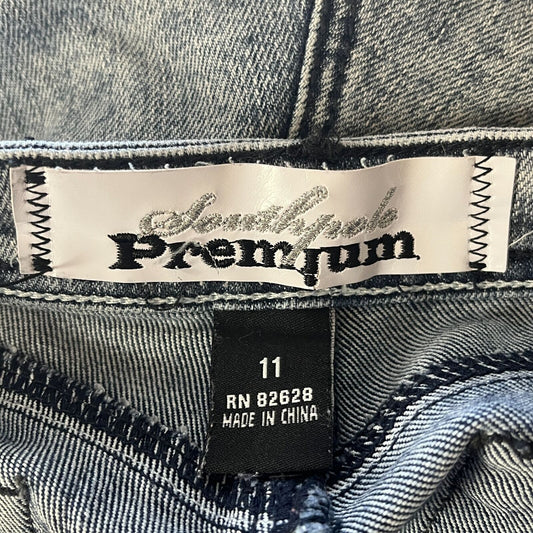 Southpole
Premium
11
RN 82628
MADE IN CHINA